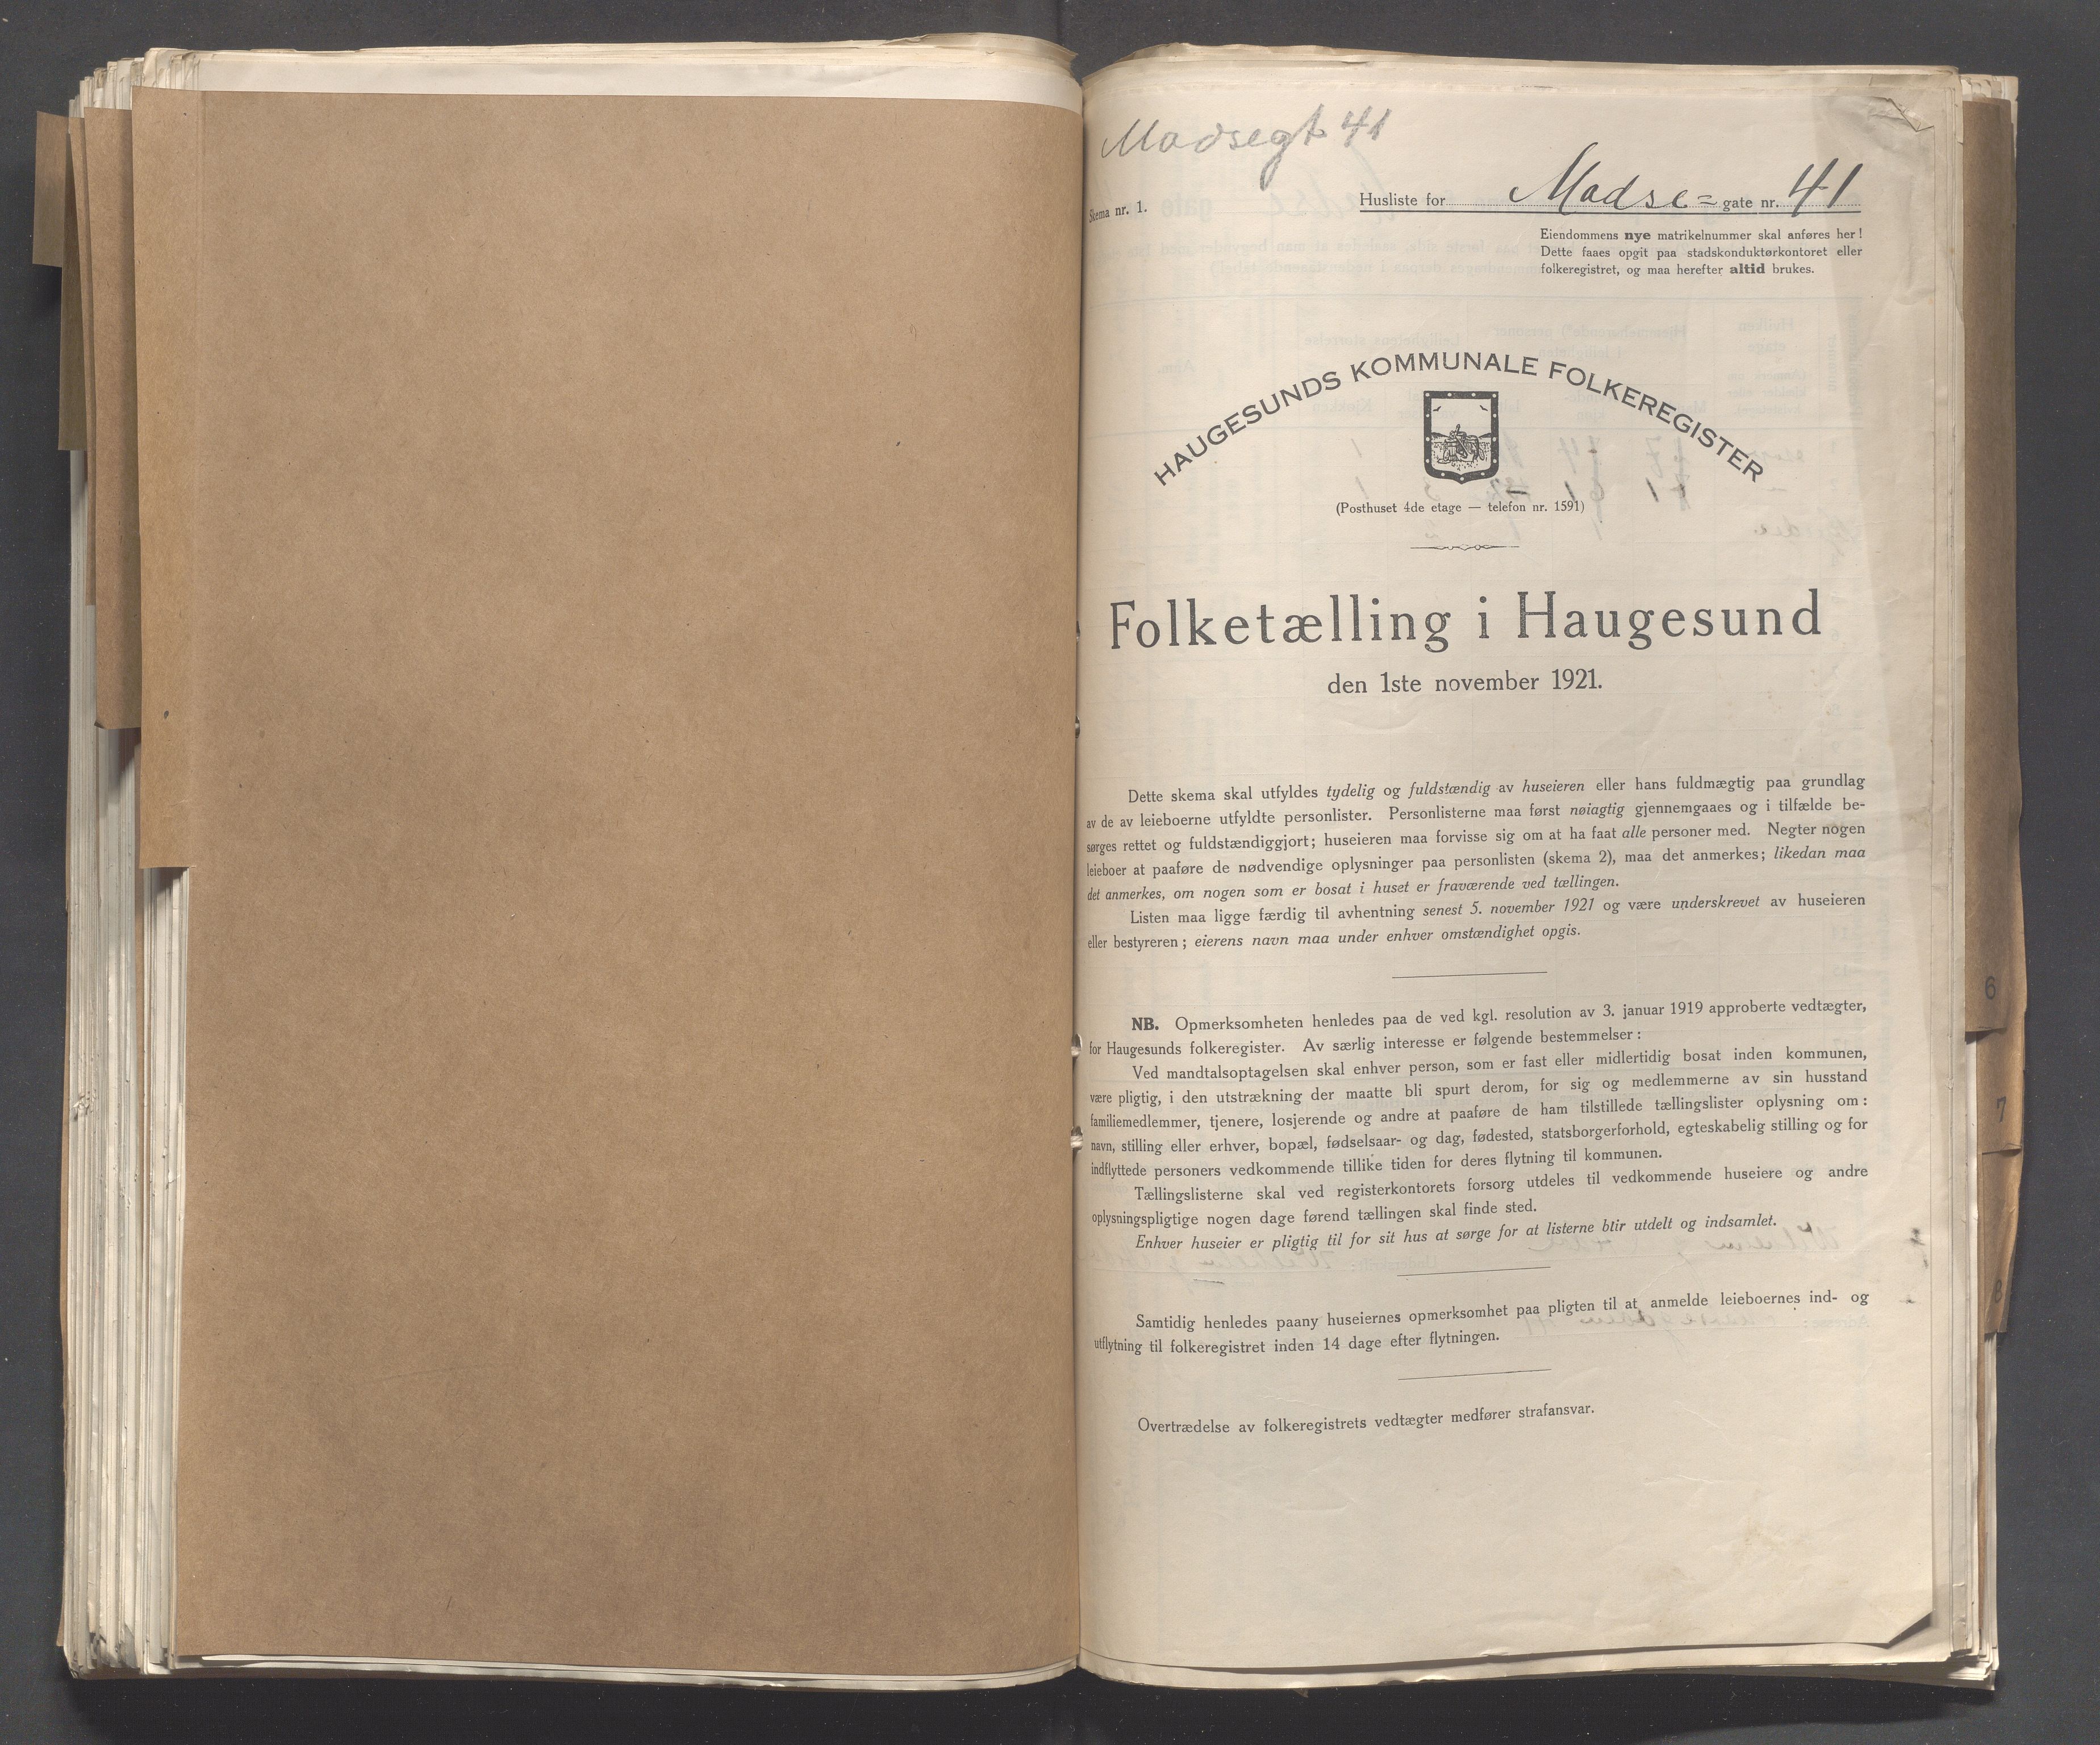 Madsegt 41
Skema nr. 1.
Husliste for Madse= gate nr. 41
Eiendommens nye matrikelnummer skal anføres her!
Dette faaes opgit paa stadskonduktørkontoret eller
folkeregistret, og maa herefter altid brukes.
HAUGESUNDS KOMMUNALE FOLKEREGISTER
(Posthuset 4de etage — telefon nr. 1591)
Folketælling i Haugesund
den 1ste november 1921.
Dette skema skal utfyldes tydelig og fuldstændig av huseieren eller hans fuldmægtig paa grundlag
av de av leieboerne utfyldte personlister. Personlisterne maa først nøiagtig gjennemgaaes og i tilfælde be-
sørges rettet og fuldstændiggjort; huseieren maa forvisse sig om at ha faat alle personer med. Negter nogen
leieboer at paaføre de nødvendige oplysninger paa personlisten (skema 2), maa det anmerkes; likedan maa
det anmerkes, om nogen som er bosat i huset er fraværende ved tællingen.
Listen maa ligge færdig til avhentning senest 5. november 1921 og være underskrevet av huseieren
eller bestyreren; eierens navn maa under enhver omstændighet opgis.
NB. Opmerksomheten henledes paa de ved kgl. resolution av 3. januar 1919 approberte vedtægter,
for Haugesunds folkeregister. Av særlig interesse er følgende bestemmelser:
Ved mandtalsoptagelsen skal enhver person, som er fast eller midlertidig bosat inden kommunen,
være pligtig, i den utstrækning der maatte bli spurt derom, for sig og medlemmerne av sin husstand
familiemedlemmer, tjenere, losjerende og andre at paaføre de ham tilstillede tællingslister oplysning om:
navn, stilling eller erhver, bopæl, fødselsaar- og dag, fødested, statsborgerforhold, egteskabelig stilling og for
indflyttede personers vedkommende tillike tiden for deres flytning til kommunen.
Tællingslisterne skal ved registerkontorets forsorg utdeles til vedkommende huseiere og andre
oplysningspligtige nogen dage førend tællingen skal finde sted.
Enhver huseier er pligtig til for sit hus at sørge for at listerne blir utdelt og indsamlet.
Samtidig henledes paany huseiernes opmerksomhet paa pligten til at anmelde leieboernes ind- og
utflytning til folkeregistret inden 14 dage efter flytningen.
Overtrædelse av folkeregistrets vedtægter medfører strafansvar.
6
7
8